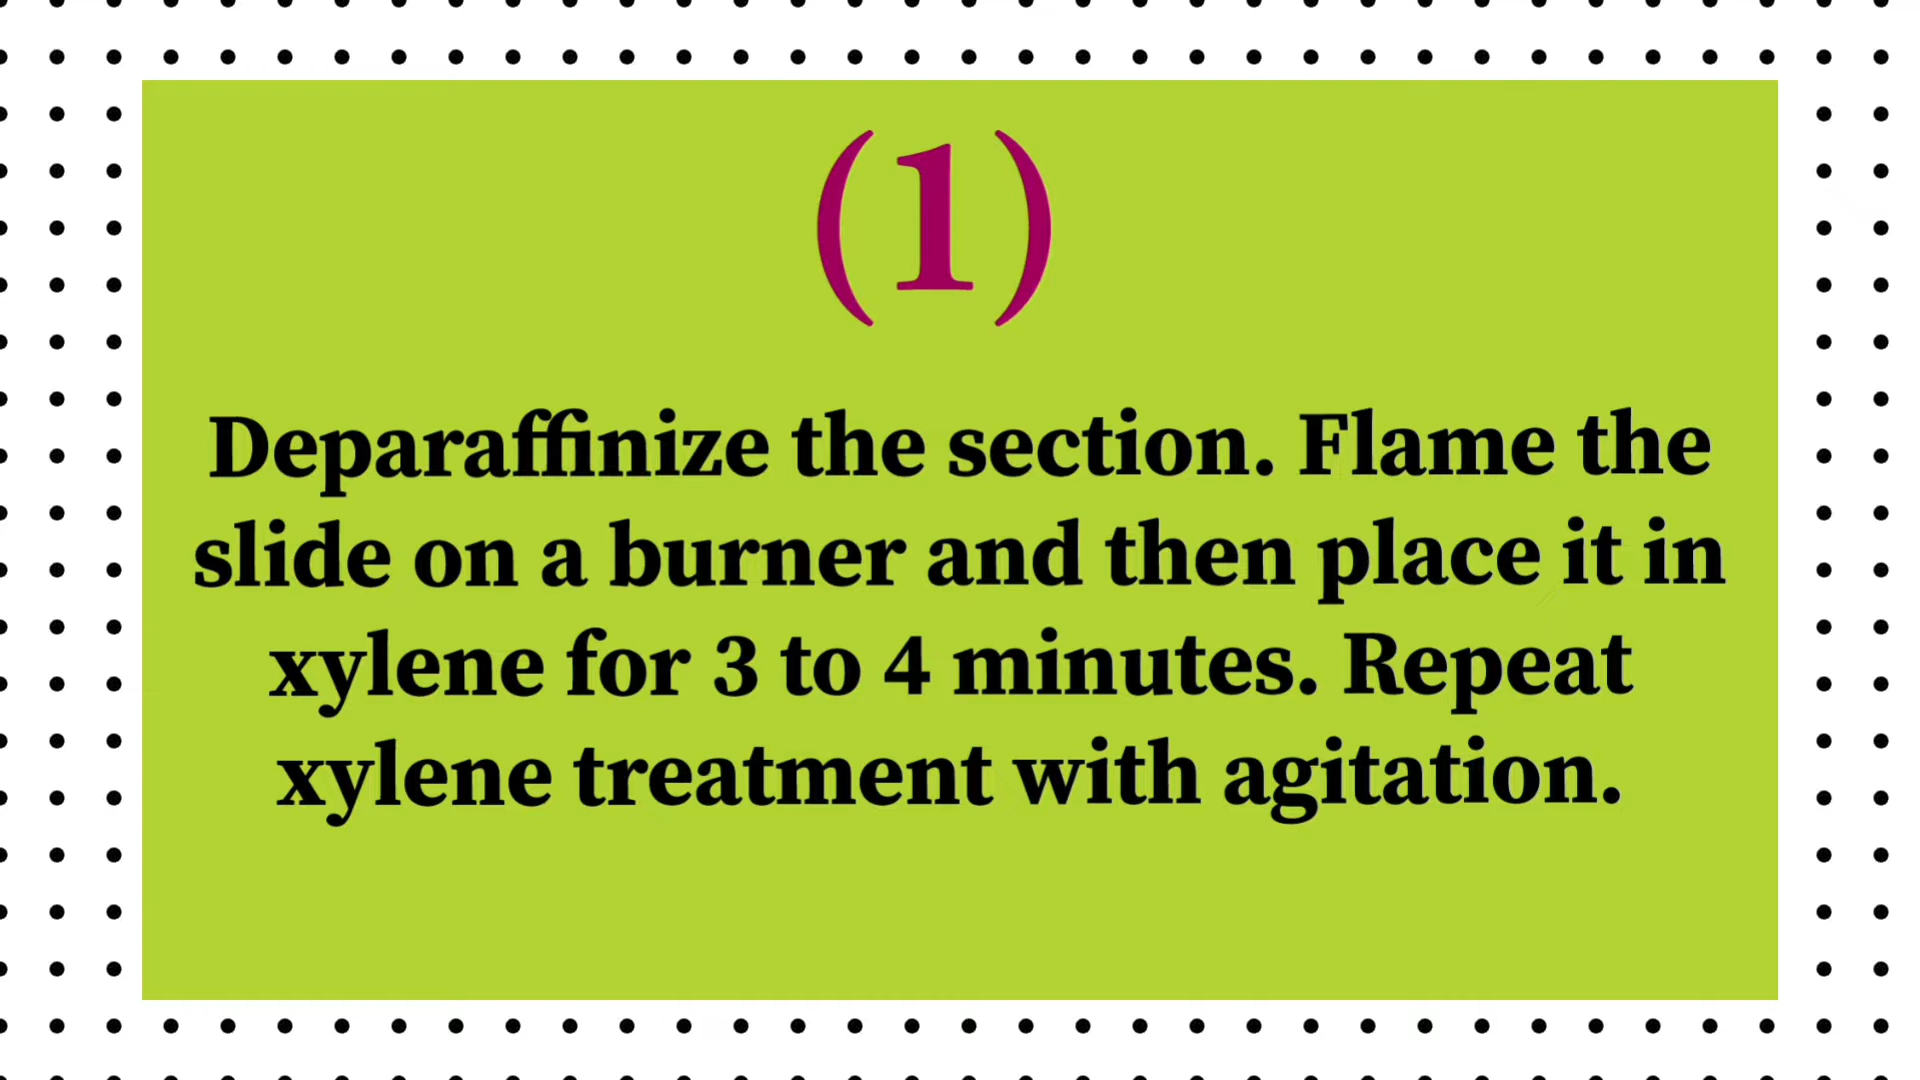 (1)
Deparaffinize the section. Flame the
slide on a burner and then place it in
xylene for 3 to 4 minutes. Repeat
xylene treatment with agitation.